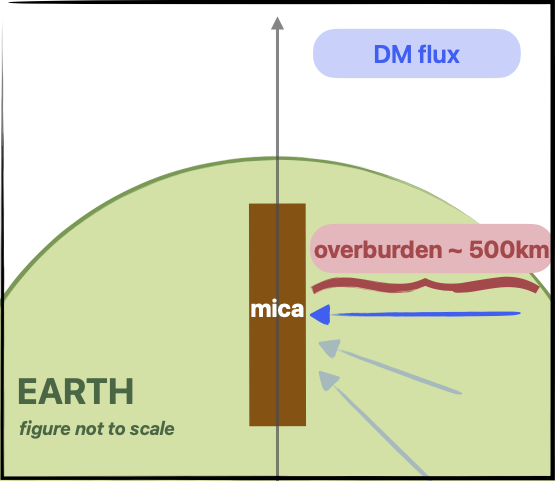 DM flux
overburden ~ 500km
mica
EARTH
figure not to scale